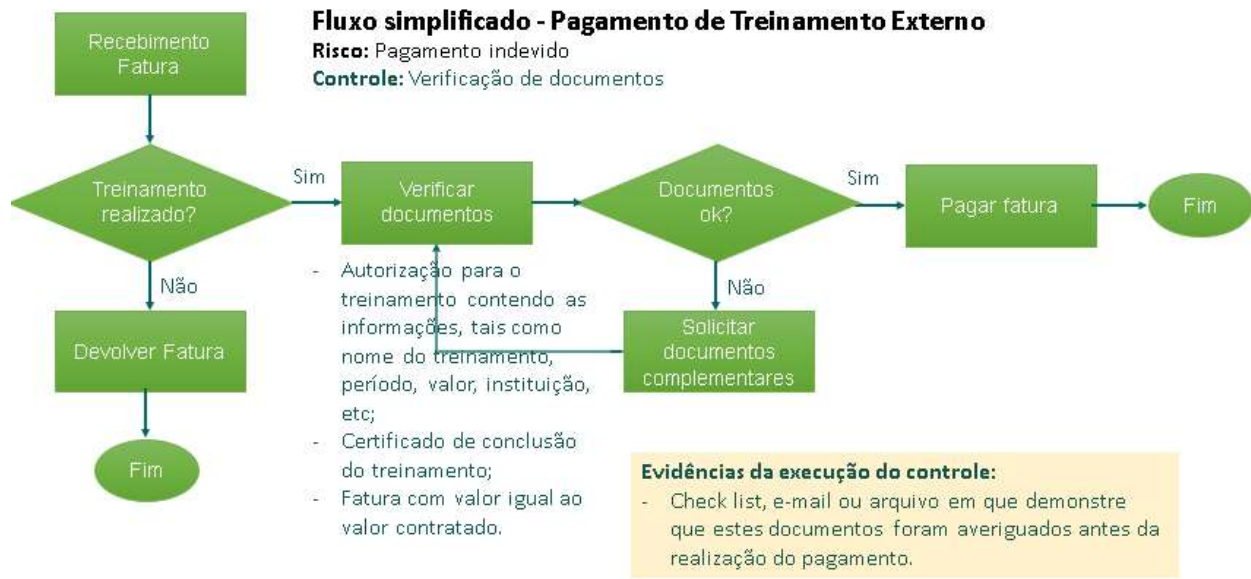 Fluxo simplificado - Pagamento de Treinamento Externo
Risco: Pagamento indevido
Controle: Verificação de documentos
Recebimento
Fatura
Treinamento
realizado?
Sim
Verificar
documentos
Documentos
ok?
Sim
Pagar fatura
Fim
Não
Devolver Fatura
Fim
- Autorização para o
treinamento contendo as
informações, tais como
nome do treinamento,
período, valor, instituição,
etc;
- Certificado de conclusão
do treinamento;
- Fatura com valor igual ao
valor contratado.
Não
Solicitar
documentos
complementares
Evidências da execução do controle:
- Check list, e-mail ou arquivo em que demonstre
que estes documentos foram averiguados antes da
realização do pagamento.